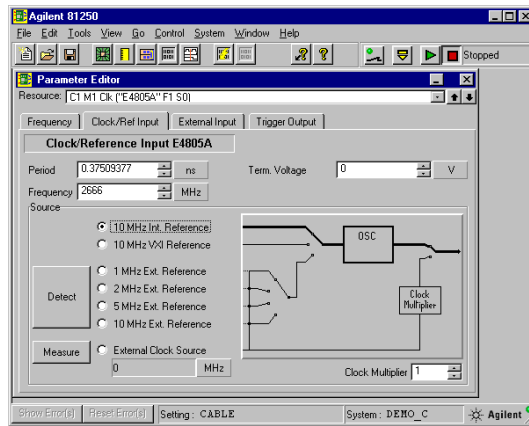 Agilent 81250
File Edit Tools View Go Control System Window Help
Stopped
Parameter Editor
Resource: C1 M1 Clk ("E4805A" F1 S0)
Frequency Clock/Ref Input External Input Trigger Output
Clock/Reference Input E4805A
Period 0.37509377 ns Term. Voltage 0 V
Frequency 2666 MHz
Source
10 MHz Int. Reference
10 MHz VXI Reference
OSC
1 MHz Ext. Reference
2 MHz Ext. Reference
Detect
5 MHz Ext. Reference
10 MHz Ext. Reference
Clock
Multiplier
Measure External Clock Source
0 MHz
Clock Multiplier 1
Show Error(s) Reset Error(s) Setting: CABLE System: DEMO_C Agilent